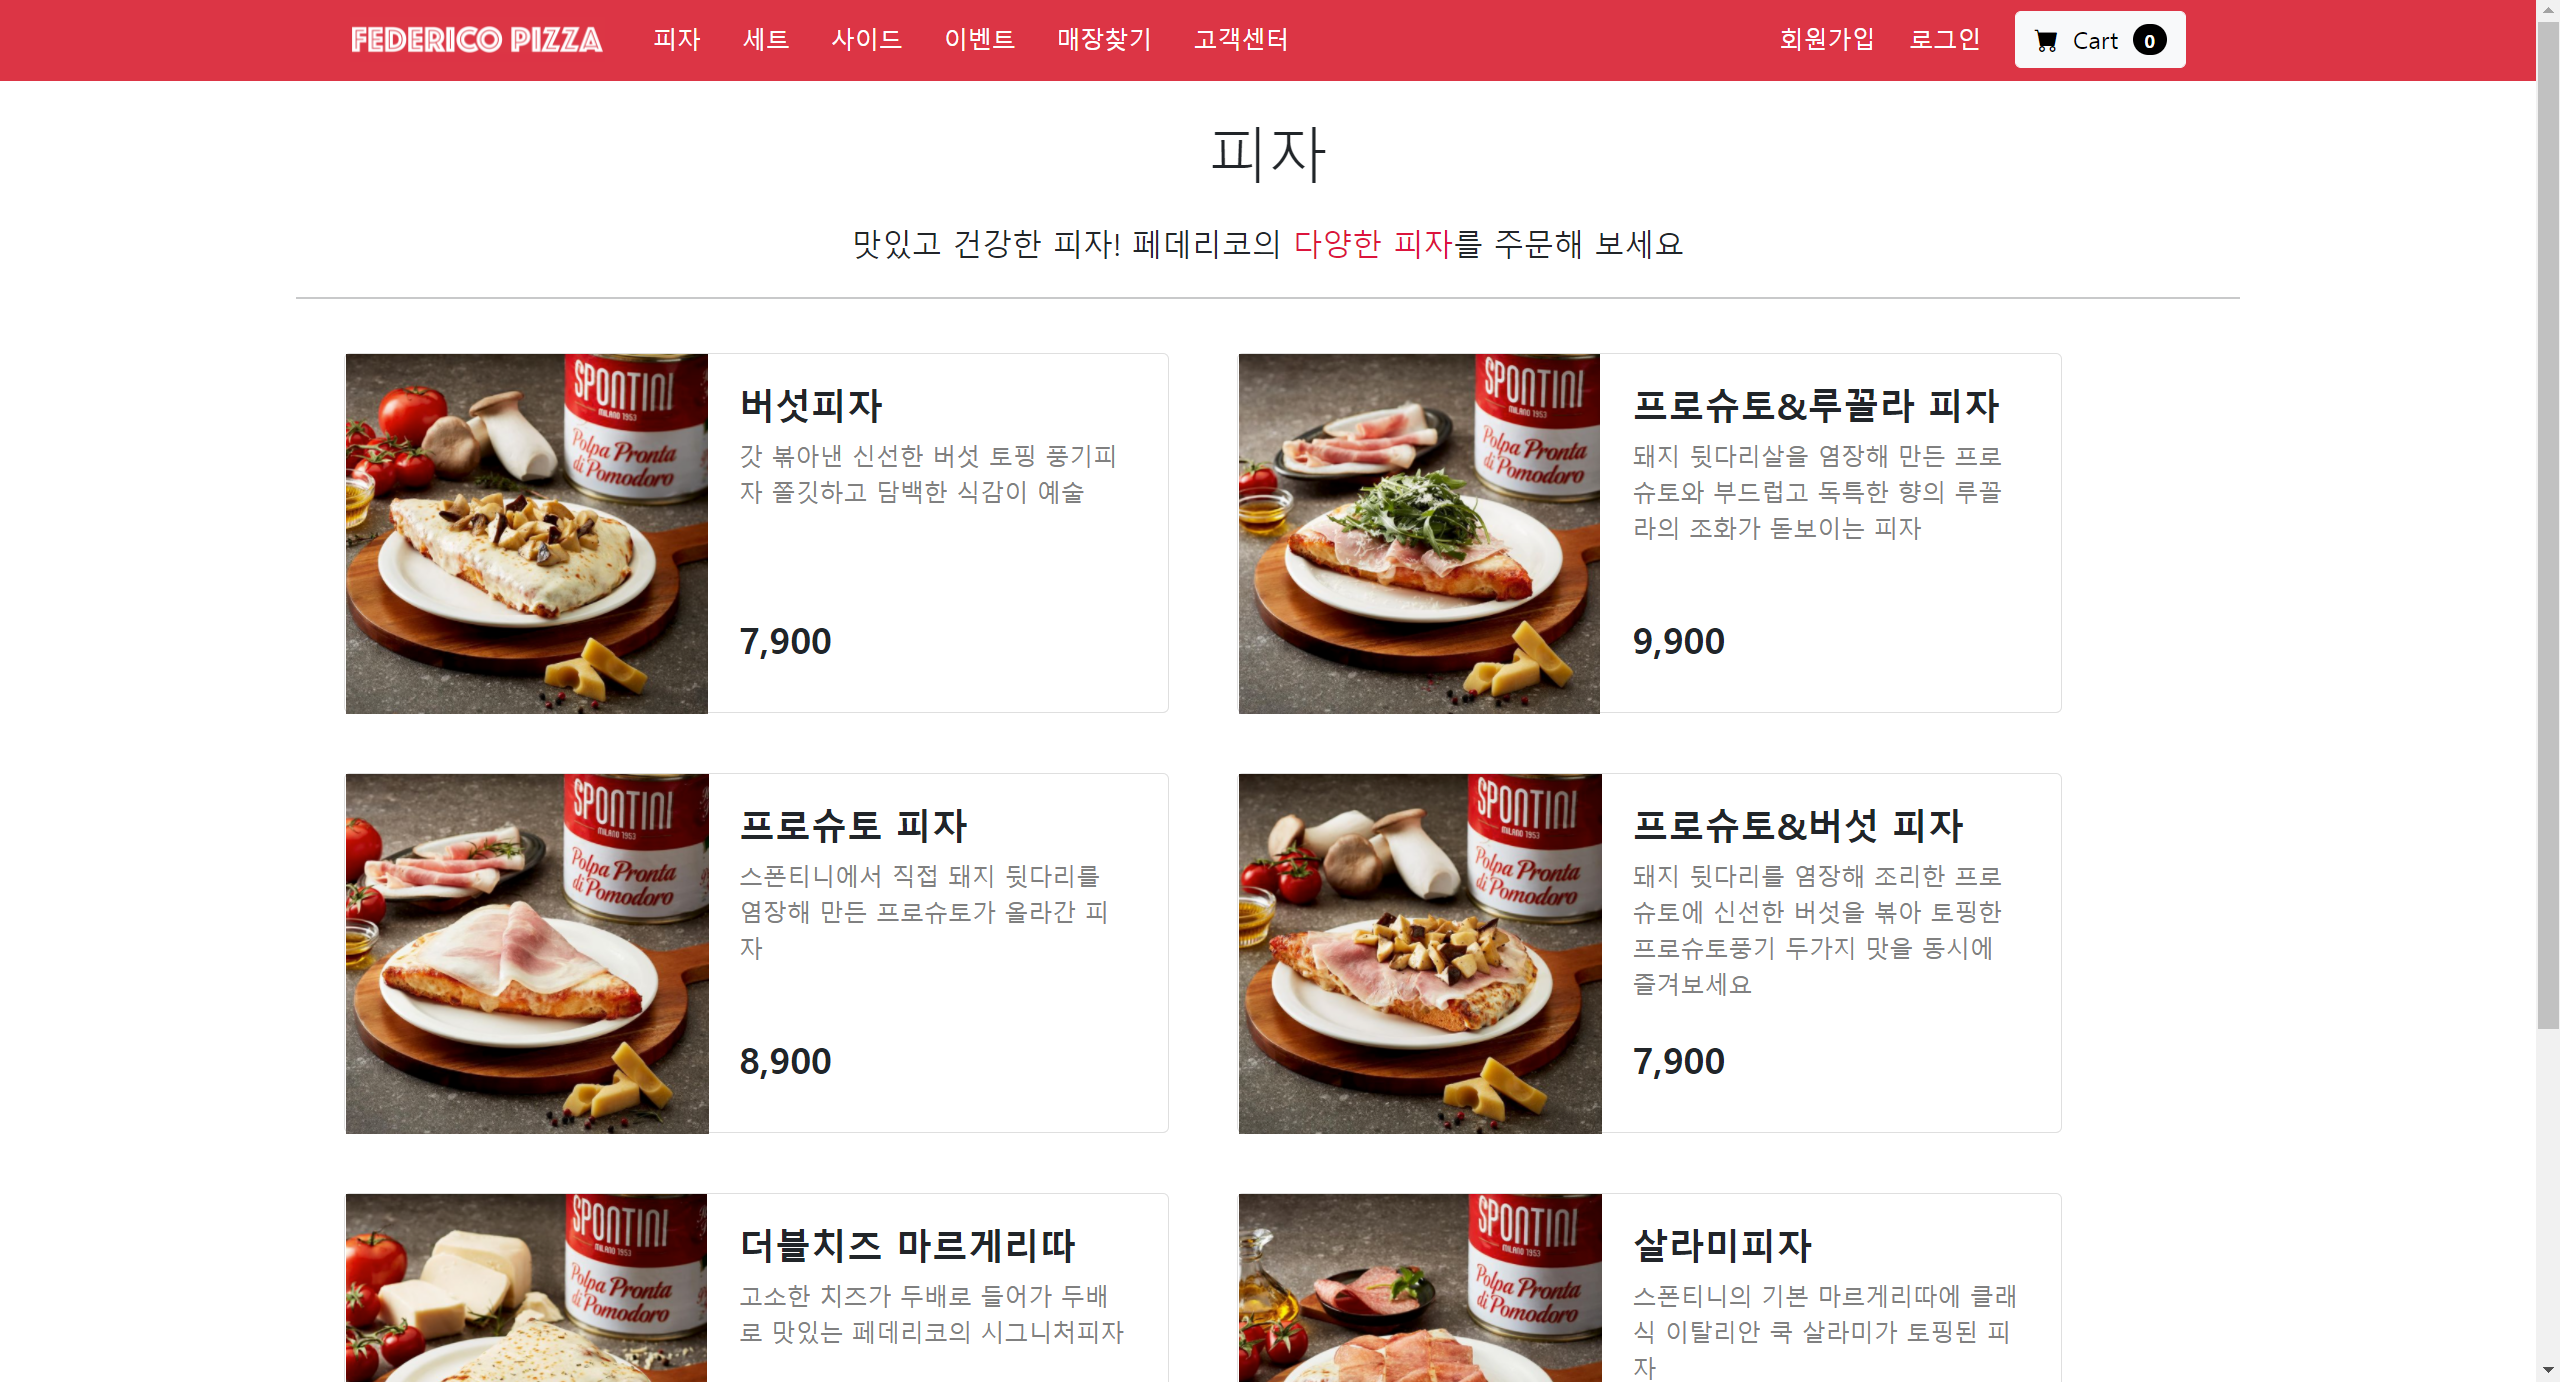 FEDERICO PIZZA 피자 세트 사이드 이벤트 매장찾기 고객센터 회원가입 로그인 Cart 0
피자
맛있고 건강한 피자! 페데리코의 다양한 피자를 주문해 보세요
SPONTINI
MILANO 1953
Polpa Pronta
di Pomodoro
버섯피자
갓 볶아낸 신선한 버섯 토핑 풍기피
자 쫄깃하고 담백한 식감이 예술
7,900
SPONTINI
MILANO 1953
Polpa Pronta
di Pomodoro
프로슈토&루꼴라 피자
돼지 뒷다리살을 염장해 만든 프로
슈토와 부드럽고 독특한 향의 루꼴
라의 조화가 돋보이는 피자
9,900
SPONTINI
MILANO 1953
Polpa Pronta
di Pomodoro
프로슈토 피자
스폰티니에서 직접 돼지 뒷다리를
염장해 만든 프로슈토가 올라간 피
자
8,900
SPONTINI
MILANO 1953
Polpa Pronta
di Pomodoro
프로슈토&버섯 피자
돼지 뒷다리를 염장해 조리한 프로
슈토에 신선한 버섯을 볶아 토핑한
프로슈토풍기 두가지 맛을 동시에
즐겨보세요
7,900
SPONTINI
MILANO 1953
Polpa Pronta
di Pomodoro
더블치즈 마르게리따
고소한 치즈가 두배로 들어가 두배
로 맛있는 페데리코의 시그니처피자
SPONTINI
MILANO 1953
Polpa Pronta
di Pomodoro
살라미피자
스폰티니의 기본 마르게리따에 클래
식 이탈리안 쿡 살라미가 토핑된 피
자